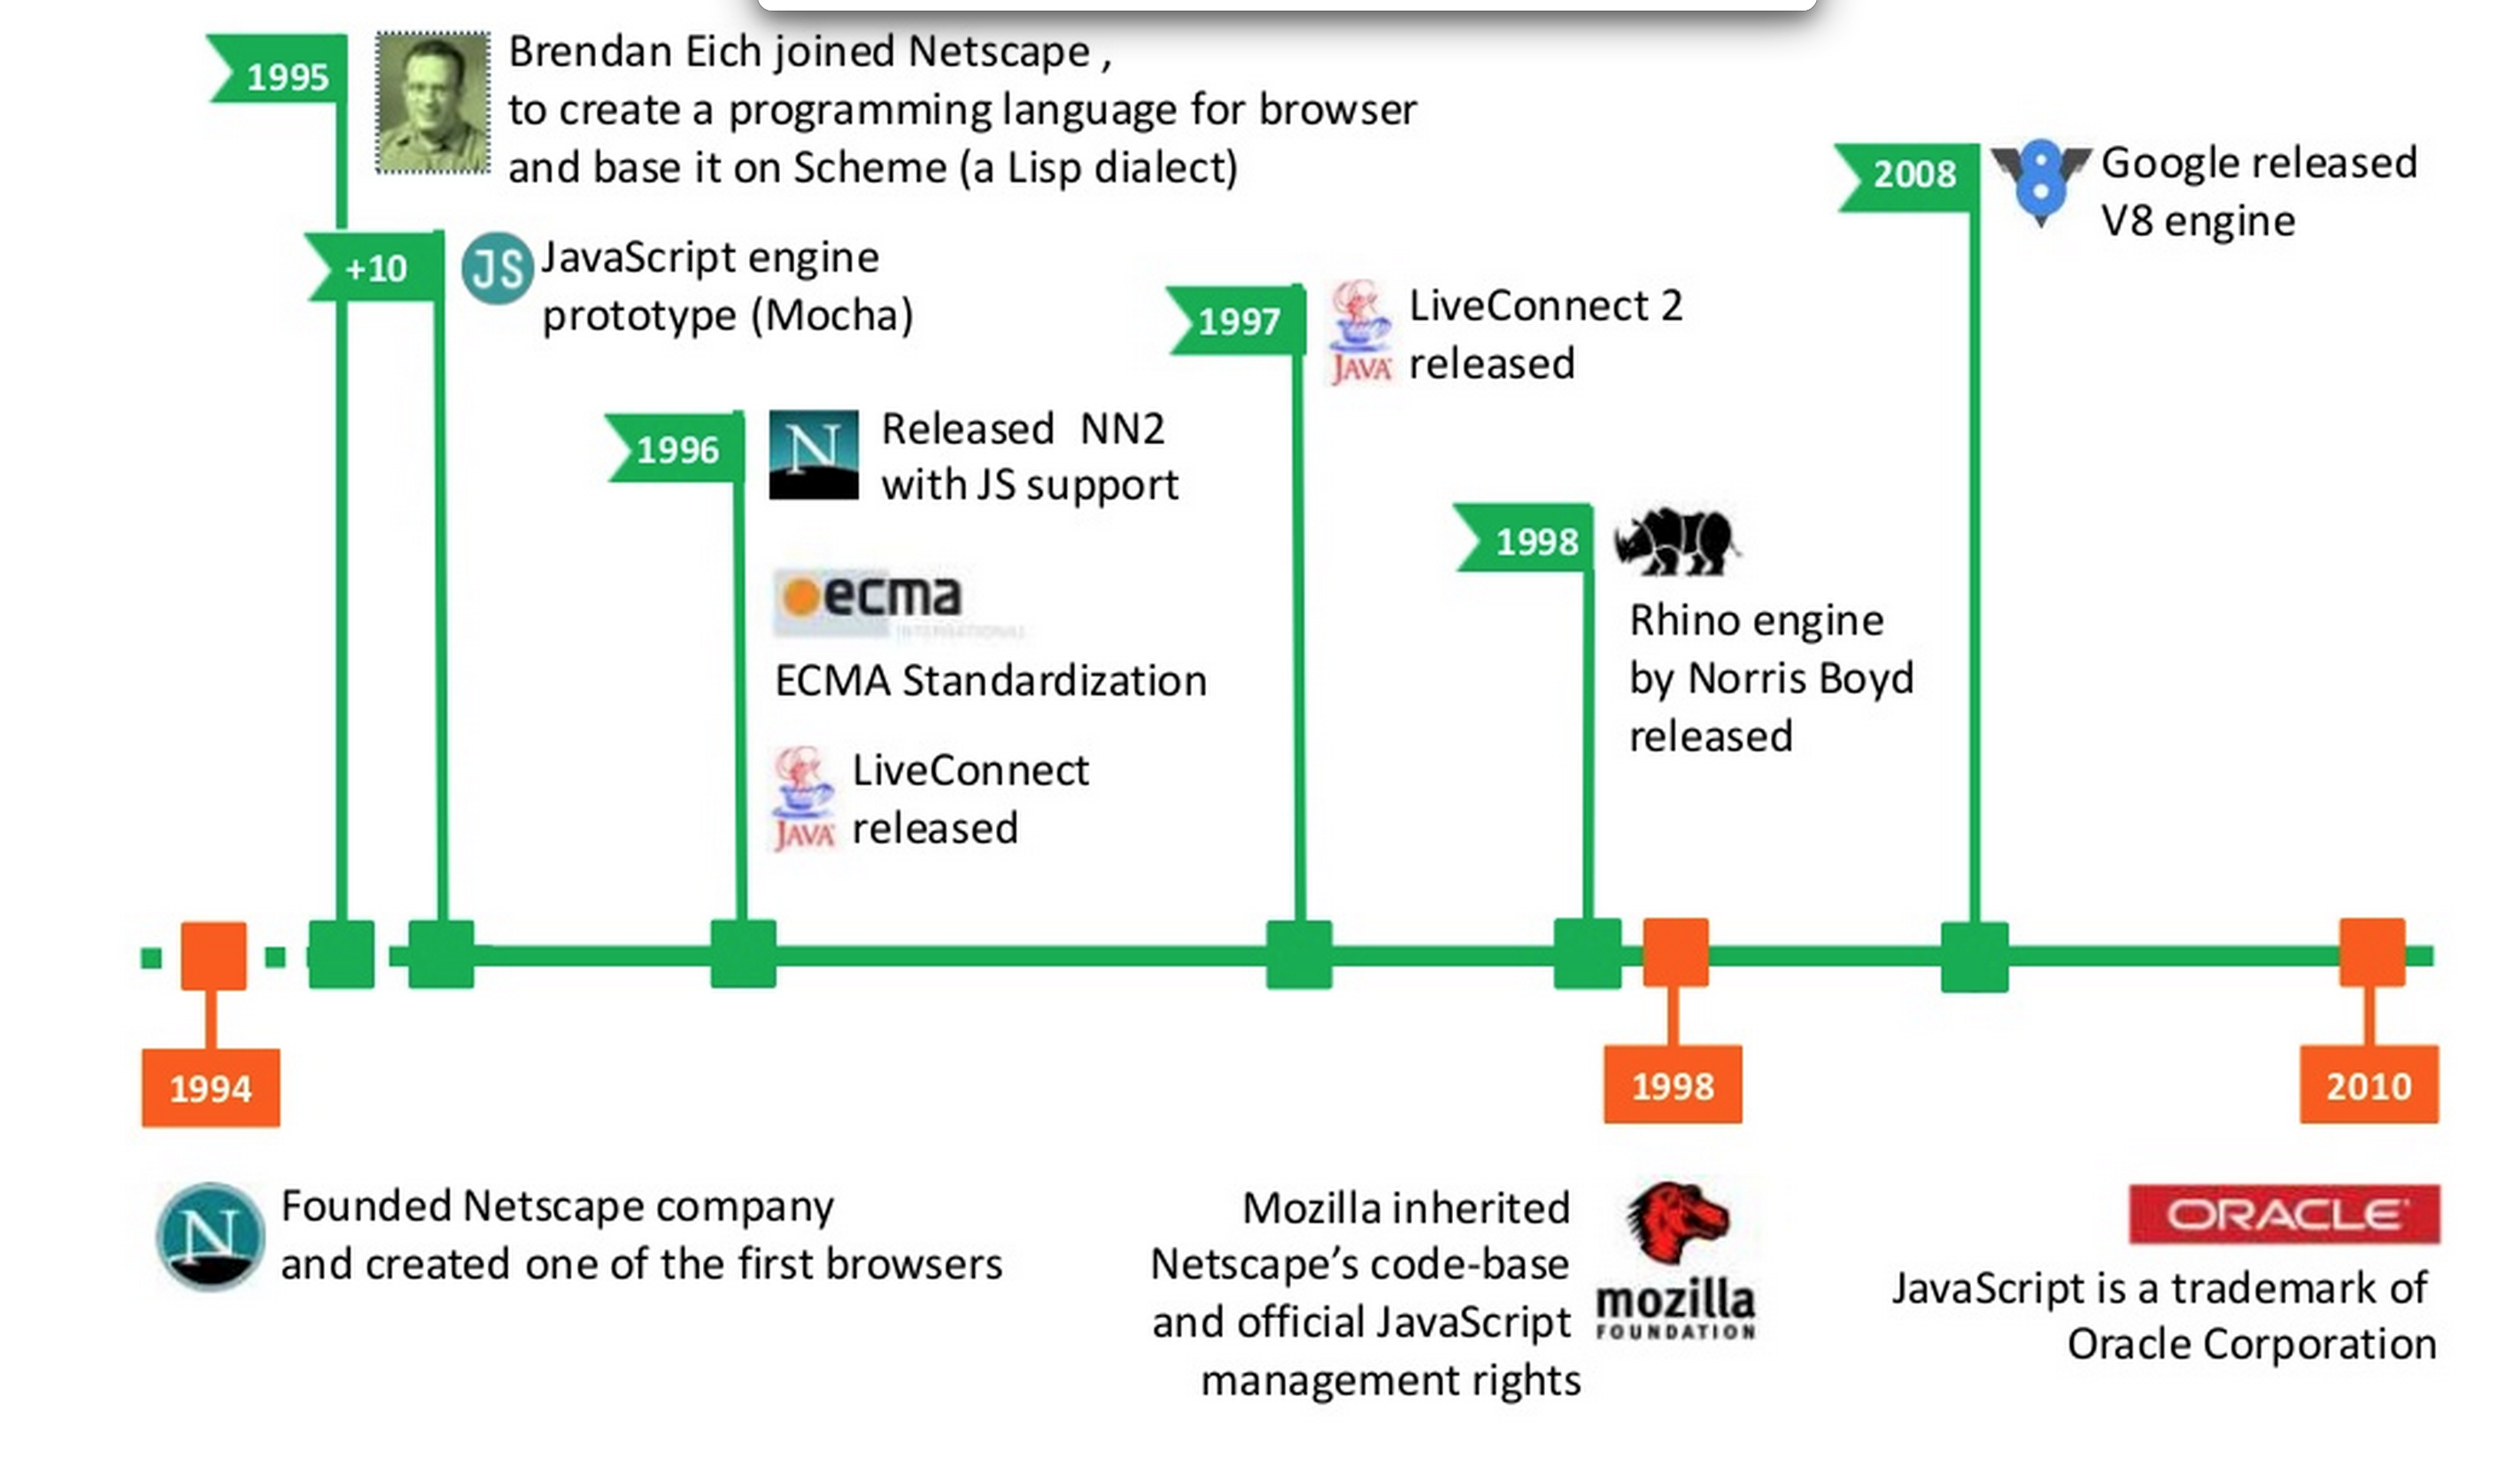 1995
Brendan Eich joined Netscape ,
to create a programming language for browser
and base it on Scheme (a Lisp dialect)
+10
JS
JavaScript engine
prototype (Mocha)
1996
N
Released NN2
with JS support
ecma
INTERNATIONAL
ECMA Standardization
JAVA
LiveConnect
released
1997
JAVA
LiveConnect 2
released
1998
Rhino engine
by Norris Boyd
released
2008
8
Google released
V8 engine
1994
N
Founded Netscape company
and created one of the first browsers
1998
Mozilla inherited
Netscape’s code-base
and official JavaScript
management rights
mozilla
FOUNDATION
2010
ORACLE
JavaScript is a trademark of
Oracle Corporation